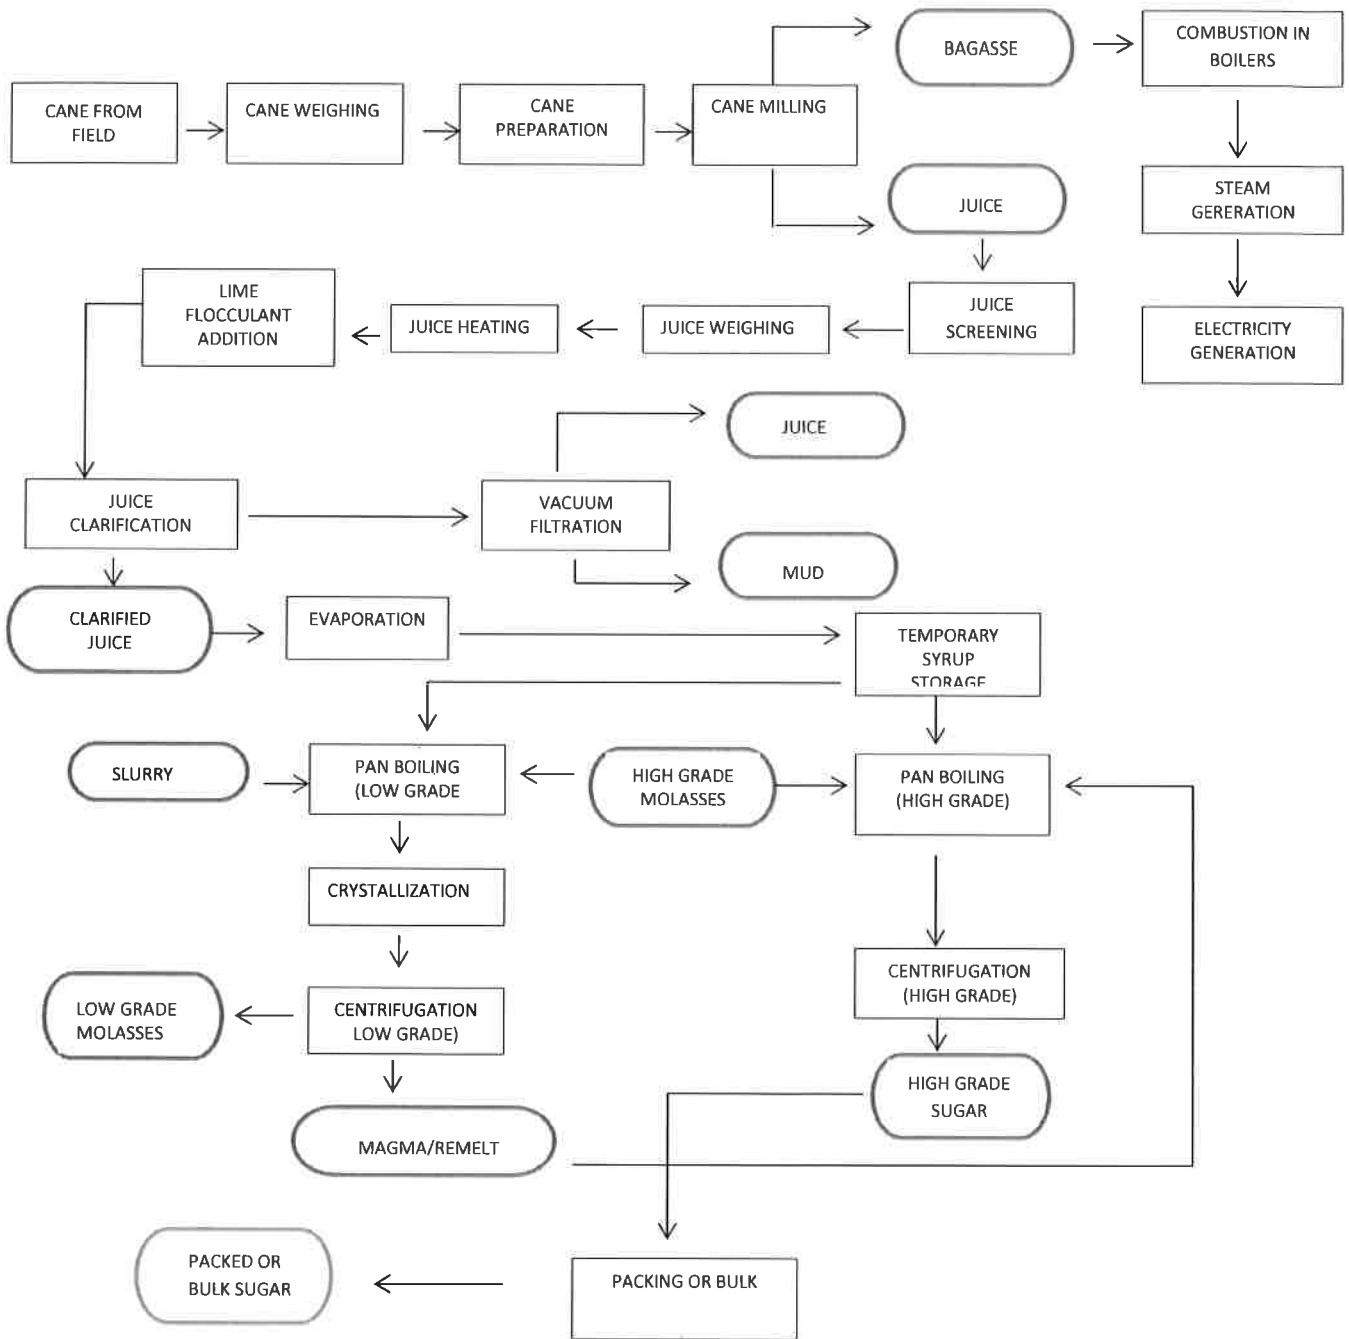 BAGASSE
COMBUSTION IN
BOILERS
CANE FROM
FIELD
CANE WEIGHING
CANE
PREPARATION
CANE MILLING
JUICE
STEAM
GERERATION
LIME
FLOCCULANT
ADDITION
JUICE HEATING
JUICE WEIGHING
JUICE
SCREENING
ELECTRICITY
GENERATION
JUICE
JUICE
CLARIFICATION
VACUUM
FILTRATION
MUD
CLARIFIED
JUICE
EVAPORATION
TEMPORARY
SYRUP
STORAGE
SLURRY
PAN BOILING
(LOW GRADE
HIGH GRADE
MOLASSES
PAN BOILING
(HIGH GRADE)
CRYSTALLIZATION
CENTRIFUGATION
(HIGH GRADE)
LOW GRADE
MOLASSES
CENTRIFUGATION
LOW GRADE)
HIGH GRADE
SUGAR
MAGMA/REMELT
PACKED OR
BULK SUGAR
PACKING OR BULK